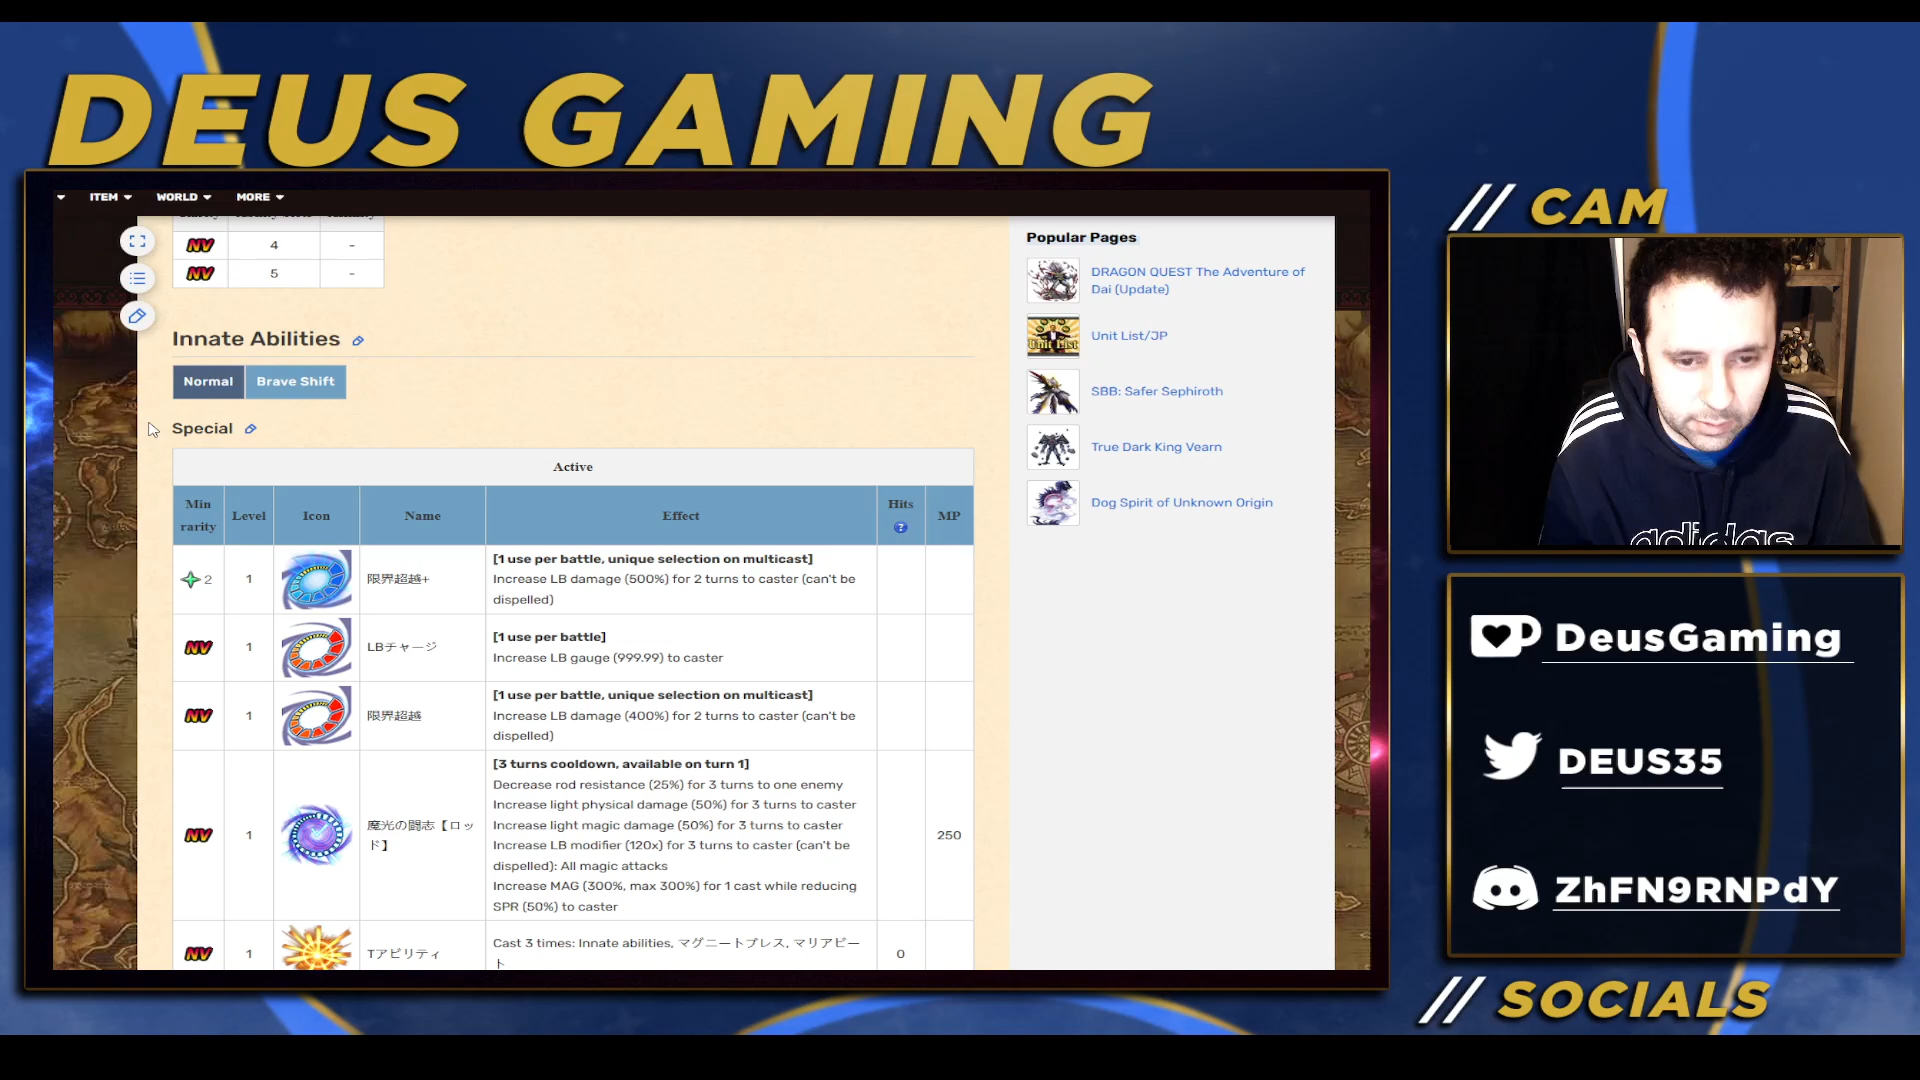 DEUS GAMING
ITEM WORLD MORE
NV 4 -
NV 5 -
Innate Abilities
Normal Brave Shift
Special
Active
Min rarity Level Icon Name Effect Hits ? MP
2 1 限界超越+ [1 use per battle, unique selection on multicast]
Increase LB damage (500%) for 2 turns to caster (can't be
dispelled)
NV 1 LBチャージ [1 use per battle]
Increase LB gauge (999.99) to caster
NV 1 限界超越 [1 use per battle, unique selection on multicast]
Increase LB damage (400%) for 2 turns to caster (can't be
dispelled)
NV 1 魔光の闘志【ロッド】 250
[3 turns cooldown, available on turn 1]
Decrease rod resistance (25%) for 3 turns to one enemy
Increase light physical damage (50%) for 3 turns to caster
Increase light magic damage (50%) for 3 turns to caster
Increase LB modifier (120x) for 3 turns to caster (can't be
dispelled): All magic attacks
Increase MAG (300%, max 300%) for 1 cast while reducing
SPR (50%) to caster
NV 1 Tアビリティ Cast 3 times: Innate abilities, マグニートプレス, マリアビート 0
Popular Pages
DRAGON QUEST The Adventure of
Dai (Update)
Unit List
Unit List/JP
SBB: Safer Sephiroth
True Dark King Vearn
Dog Spirit of Unknown Origin
// CAM
adidas
DeusGaming
DEUS35
ZhFN9RNPdY
// SOCIALS